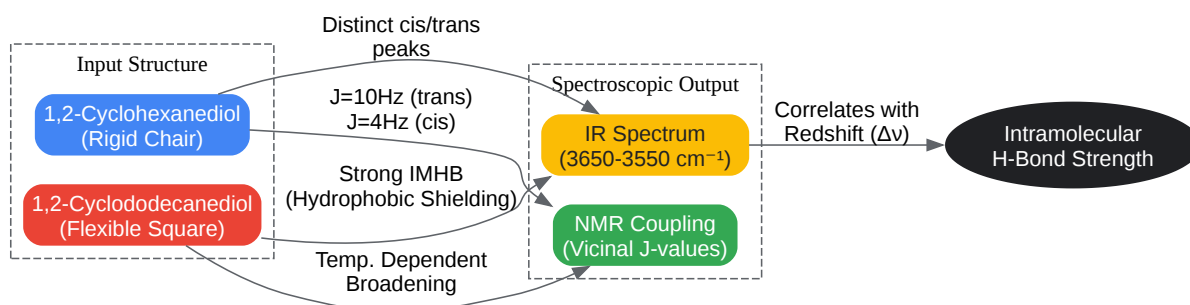 Distinct cis/trans
peaks
Input Structure
Spectroscopic Output
1,2-Cyclohexanediol
(Rigid Chair)
J=10Hz (trans)
J=4Hz (cis)
IR Spectrum
(3650-3550 cm⁻¹)
Correlates with
Redshift (Δν)
Intramolecular
H-Bond Strength
Strong IMHB
(Hydrophobic Shielding)
1,2-Cyclododecanediol
(Flexible Square)
NMR Coupling
(Vicinal J-values)
Temp. Dependent
Broadening